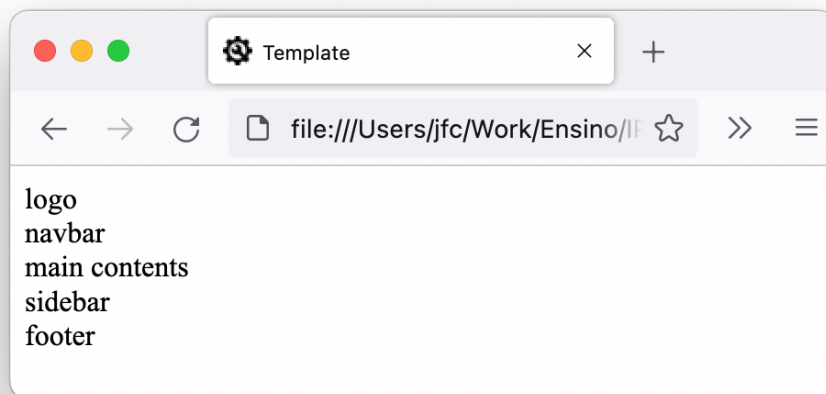 Template
file:///Users/jfc/Work/Ensino/
logo
navbar
main contents
sidebar
footer